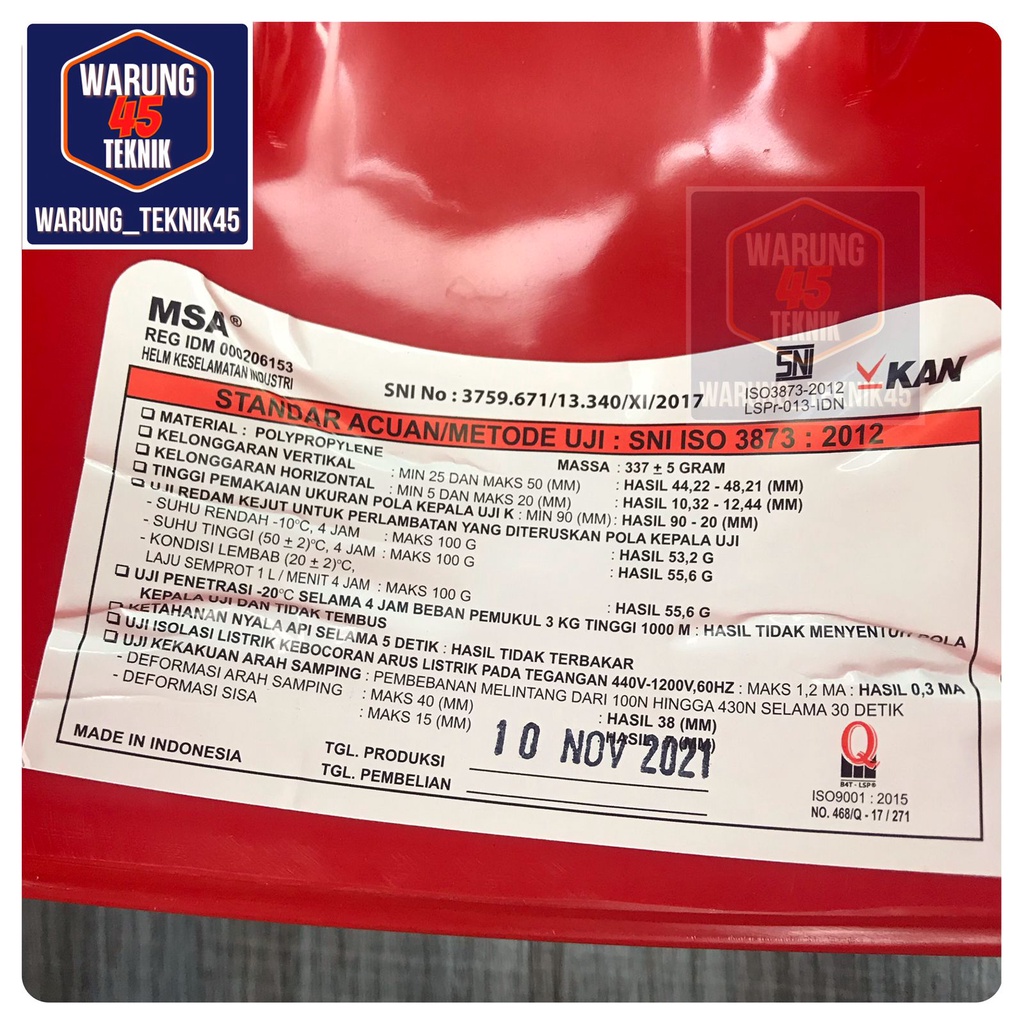 WARUNG
45
TEKNIK
WARUNG_TEKNIK45
WARUNG
45
TEKNIK
WARUNG_TEKNIK45
MSA®
REG IDM 000206153
HELM KESELAMATAN INDUSTRI
SNI No : 3759.671/13.340/XI/2017
SNI
ISO3873-2012
LSPr-013-IDN
KAN
STANDAR ACUAN/METODE UJI : SNI ISO 3873 : 2012
MATERIAL : POLYPROPYLENE MASSA : 337 ± 5 GRAM
KELONGGARAN VERTIKAL : MIN 25 DAN MAKS 50 (MM) : HASIL 44,22 - 48,21 (MM)
KELONGGARAN HORIZONTAL : MIN 5 DAN MAKS 20 (MM) : HASIL 10,32 - 12,44 (MM)
TINGGI PEMAKAIAN UKURAN POLA KEPALA UJI K : MIN 90 (MM) : HASIL 90 - 20 (MM)
UJI REDAM KEJUT UNTUK PERLAMBATAN YANG DITERUSKAN POLA KEPALA UJI
- SUHU RENDAH -10°C, 4 JAM : MAKS 100 G : HASIL 53,2 G
- SUHU TINGGI (50 ± 2)°C, 4 JAM : MAKS 100 G : HASIL 55,6 G
- KONDISI LEMBAB (20 ± 2)°C,
LAJU SEMPROT 1 L / MENIT 4 JAM : MAKS 100 G : HASIL 55,6 G
UJI PENETRASI -20°C SELAMA 4 JAM BEBAN PEMUKUL 3 KG TINGGI 1000 M : HASIL TIDAK MENYENTUH POLA
KEPALA UJI DAN TIDAK TEMBUS
KETAHANAN NYALA API SELAMA 5 DETIK : HASIL TIDAK TERBAKAR
UJI ISOLASI LISTRIK KEBOCORAN ARUS LISTRIK PADA TEGANGAN 440V-1200V,60HZ : MAKS 1,2 MA : HASIL 0,3 MA
UJI KEKAKUAN ARAH SAMPING : PEMBEBANAN MELINTANG DARI 100N HINGGA 430N SELAMA 30 DETIK
- DEFORMASI ARAH SAMPING : MAKS 40 (MM) : HASIL 38 (MM)
- DEFORMASI SISA : MAKS 15 (MM) : HASIL (MM)
MADE IN INDONESIA
TGL. PRODUKSI 10 NOV 2021
TGL. PEMBELIAN
Q
B4T - LSP®
ISO9001 : 2015
NO. 468/Q - 17 / 271